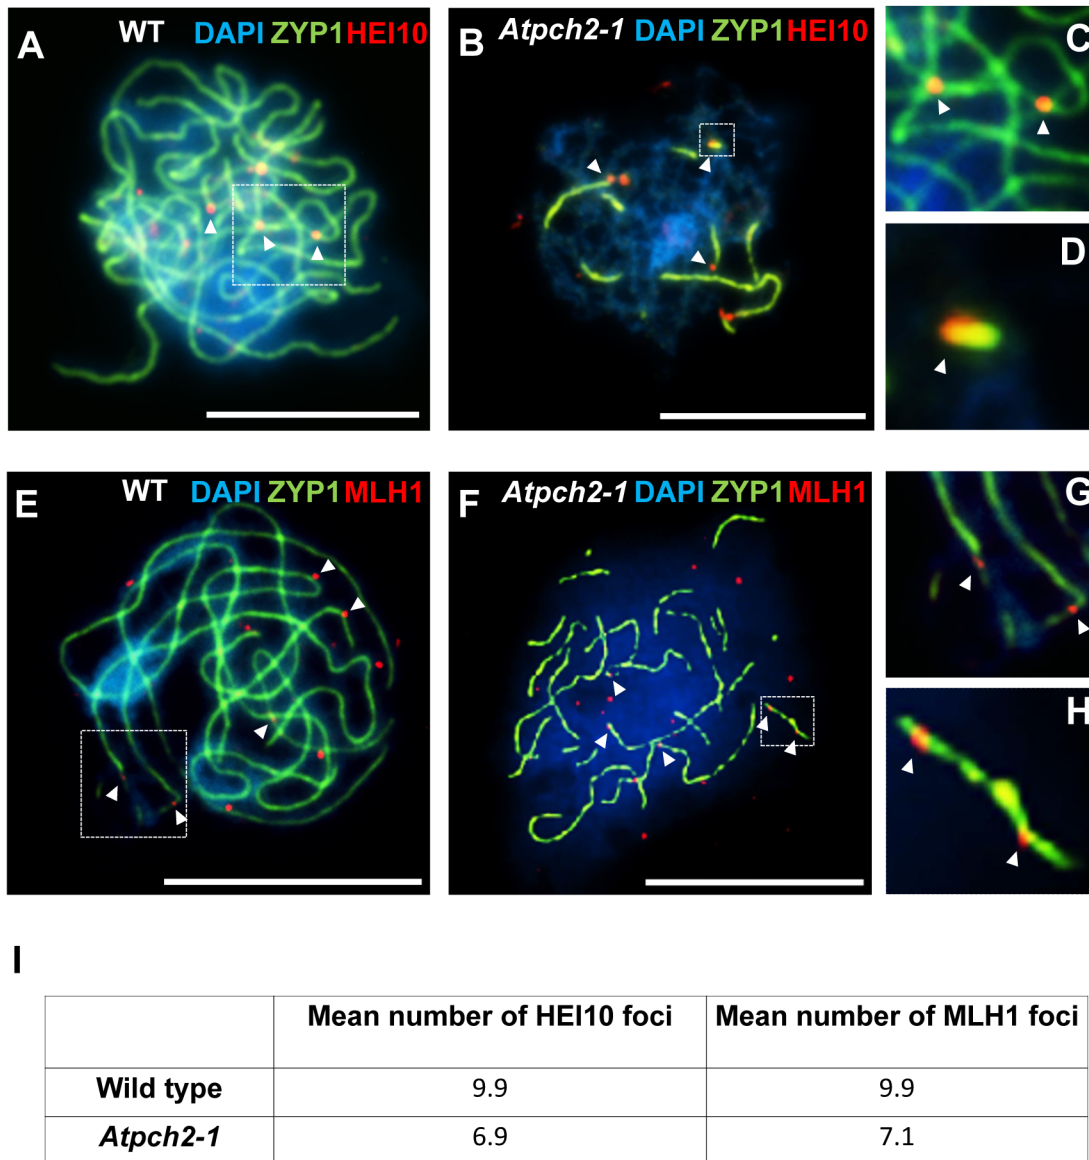 A WT DAPI ZYP1 HEI10
B Atpch2-1 DAPI ZYP1 HEI10
C
D
E WT DAPI ZYP1 MLH1
F Atpch2-1 DAPI ZYP1 MLH1
G
H
I
Mean number of HEI10 foci Mean number of MLH1 foci
Wild type 9.9 9.9
Atpch2-1 6.9 7.1